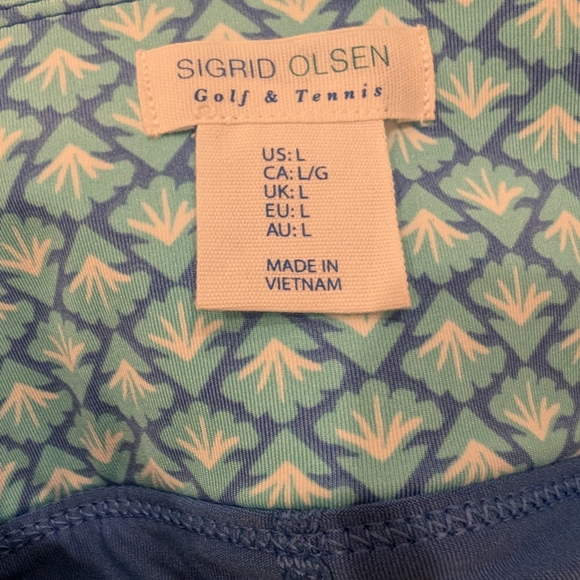 SIGRID OLSEN
Golf & Tennis
US: L
CA: L/G
UK: L
EU: L
AU: L
MADE IN
VIETNAM